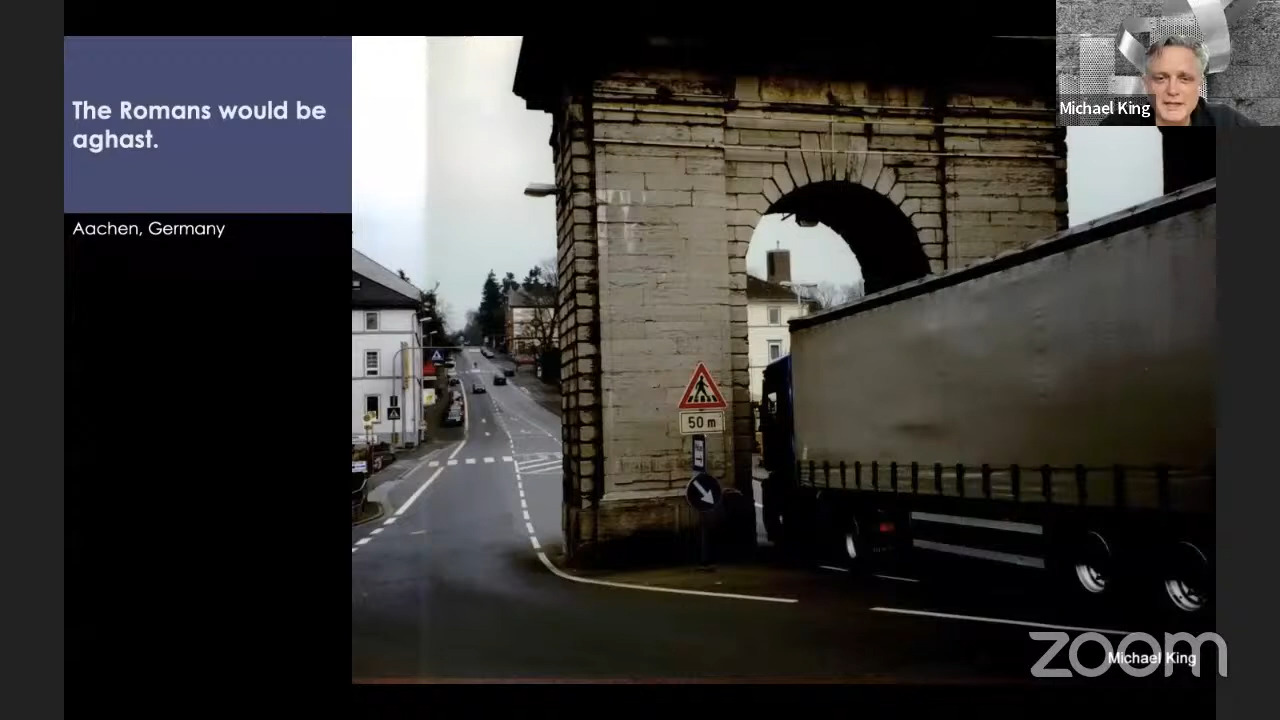 The Romans would be
aghast.
Aachen, Germany
Michael King
50 m
zoom
Michael King